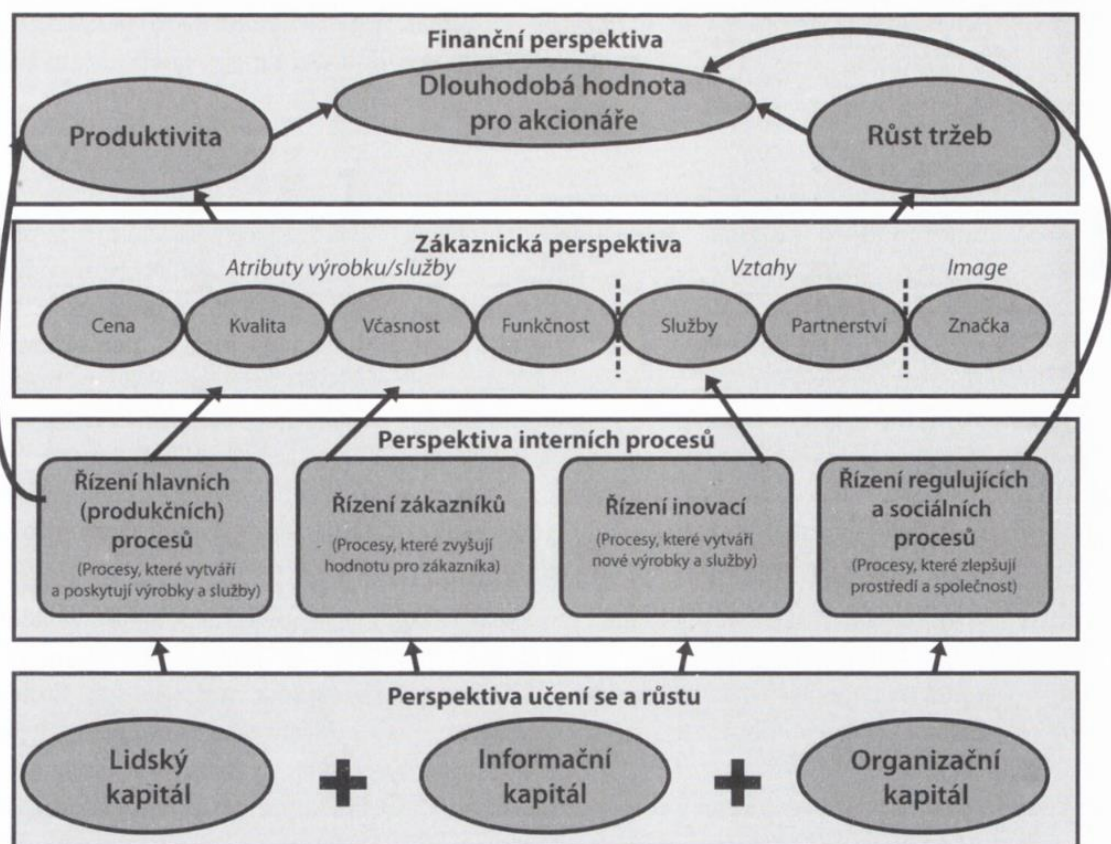 Finanční perspektiva
Dlouhodobá hodnota
pro akcionáře
Produktivita
Růst tržeb
Zákaznická perspektiva
Atributy výrobku/služby
Vztahy
Image
Cena
Kvalita
Včasnost
Funkčnost
Služby
Partnerství
Značka
Perspektiva interních procesů
Řízení hlavních
(produkčních)
procesů
(Procesy, které vytváří
a poskytují výrobky a služby)
Řízení zákazníků
(Procesy, které zvyšují
hodnotu pro zákazníka)
Řízení inovací
(Procesy, které vytváří
nové výrobky a služby)
Řízení regulujících
a sociálních
procesů
(Procesy, které zlepšují
prostředí a společnost)
Perspektiva učení se a růstu
Lidský
kapitál
+
Informační
kapitál
+
Organizační
kapitál